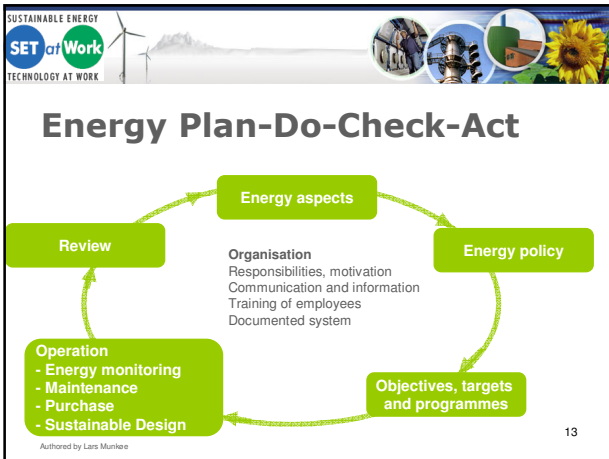 SUSTAINABLE ENERGY
SET at Work
TECHNOLOGY AT WORK
Energy Plan-Do-Check-Act
Energy aspects
Review
Energy policy
Organisation
Responsibilities, motivation
Communication and information
Training of employees
Documented system
Operation
- Energy monitoring
- Maintenance
- Purchase
- Sustainable Design
Objectives, targets
and programmes
13
Authored by Lars Munkøe